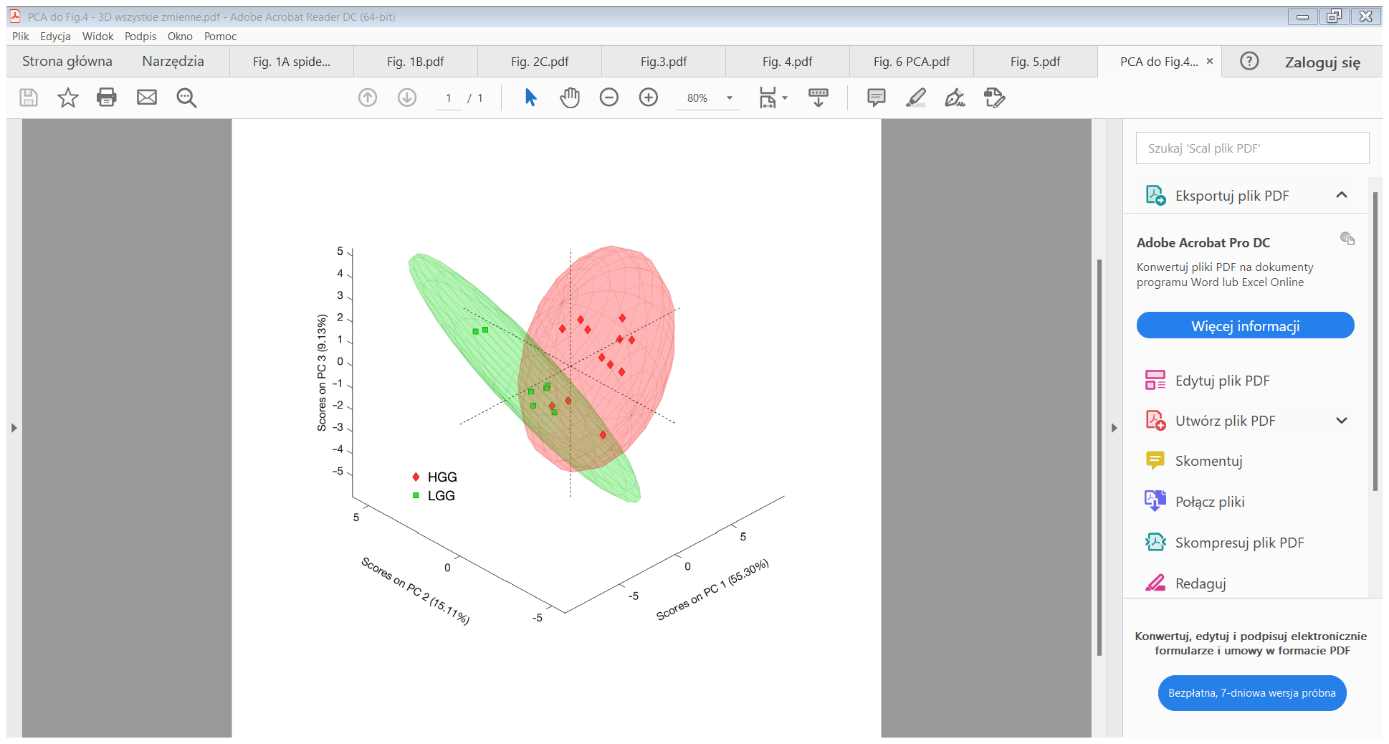 PCA do Fig.4 - 3D wszystkie zmienne.pdf - Adobe Acrobat Reader DC (64-bit)
Plik Edycja Widok Podpis Okno Pomoc
Strona główna Narzędzia Fig. 1A spide... Fig. 1B.pdf Fig. 2C.pdf Fig.3.pdf Fig. 4.pdf Fig. 6 PCA.pdf Fig. 5.pdf PCA do Fig.4... × ? Zaloguj się
1 / 1 80%
Szukaj 'Scal plik PDF'
Eksportuj plik PDF
Adobe Acrobat Pro DC
Konwertuj pliki PDF na dokumenty
programu Word lub Excel Online
Więcej informacji
Edytuj plik PDF
Utwórz plik PDF
Skomentuj
Połącz pliki
Skompresuj plik PDF
Redaguj
Konwertuj, edytuj i podpisuj elektronicznie
formularze i umowy w formacie PDF
Bezpłatna, 7-dniowa wersja próbna
5
4
3
2
1
0
-1
-2
-3
-4
-5
Scores on PC 3 (9.13%)
HGG
LGG
5
0
-5
Scores on PC 2 (15.11%)
-5
0
5
Scores on PC 1 (55.30%)